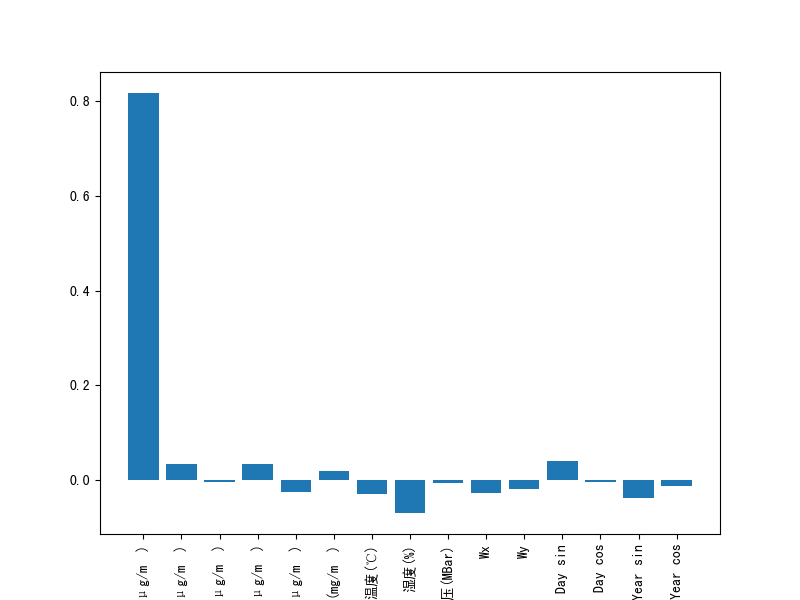 0.8
0.6
0.4
0.2
0.0
μg/m )
μg/m )
μg/m )
μg/m )
μg/m )
(mg/m )
温度(℃)
湿度(%)
压(MBar)
Wx
Wy
Day sin
Day cos
Year sin
Year cos